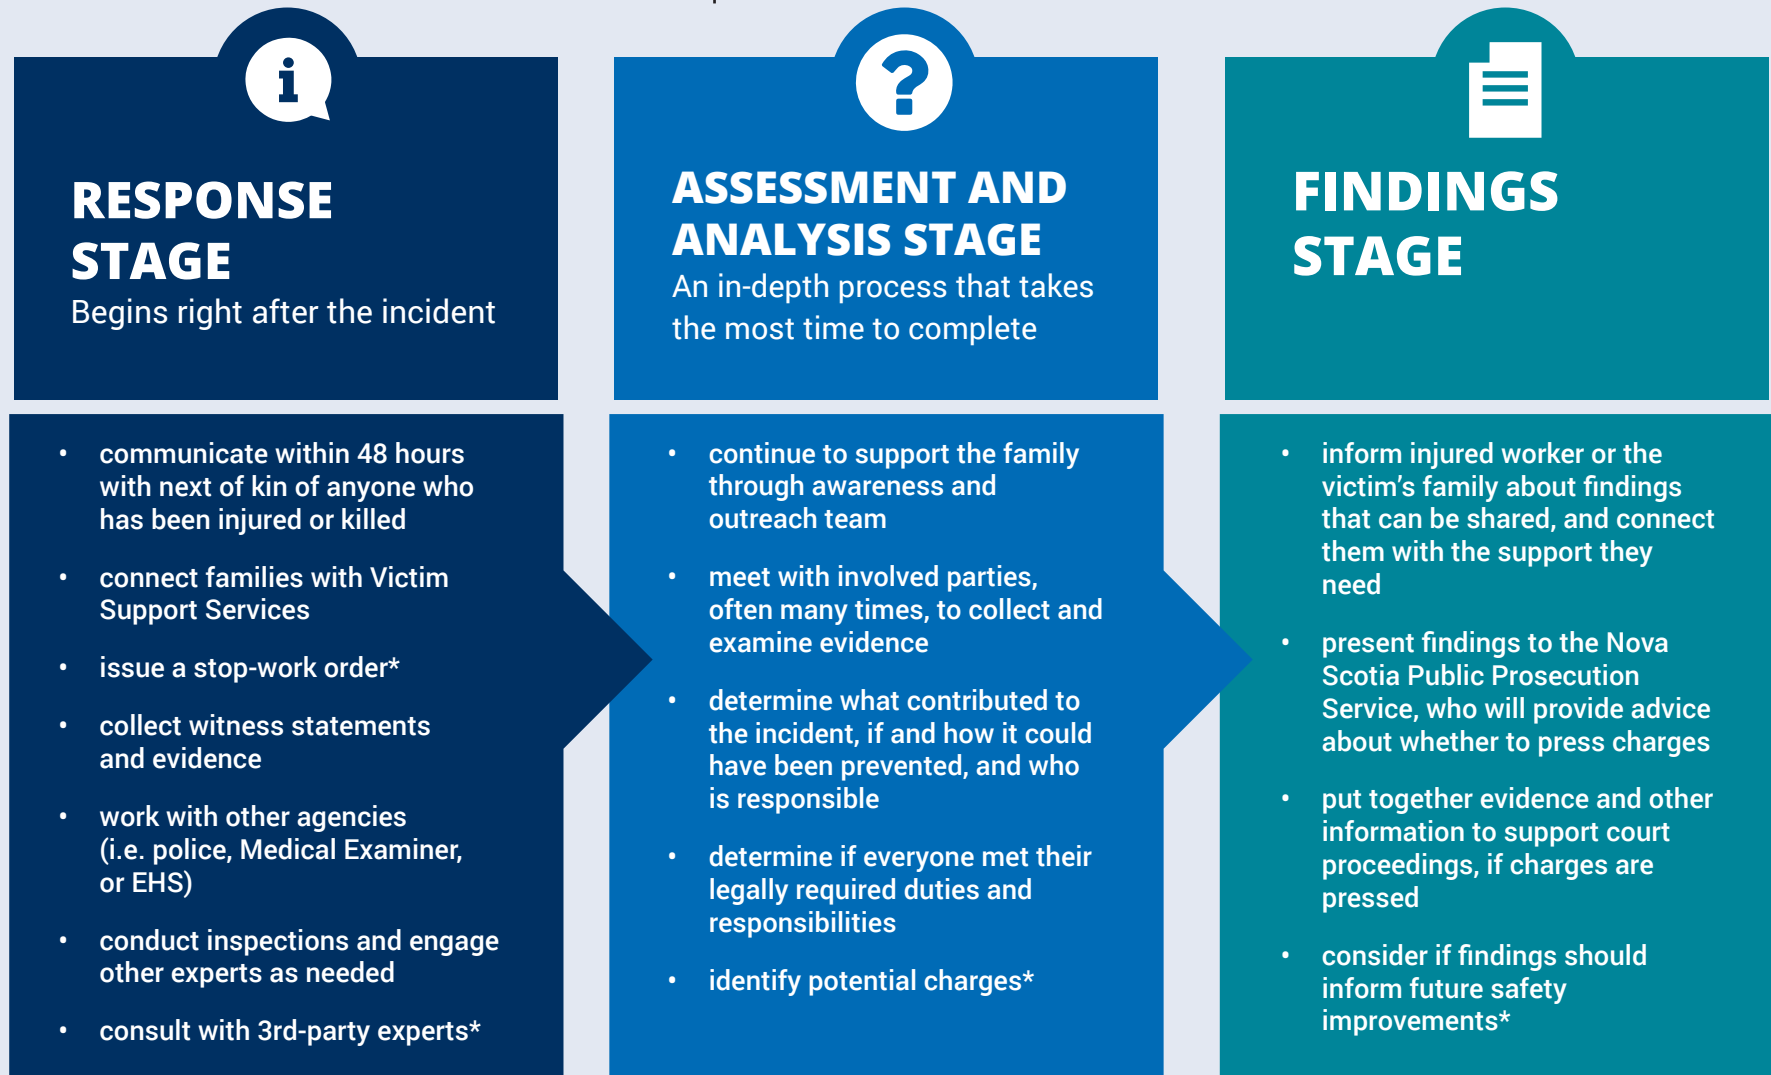 RESPONSE
STAGE
Begins right after the incident
• communicate within 48 hours
with next of kin of anyone who
has been injured or killed
• connect families with Victim
Support Services
• issue a stop-work order*
• collect witness statements
and evidence
• work with other agencies
(i.e. police, Medical Examiner,
or EHS)
• conduct inspections and engage
other experts as needed
• consult with 3rd-party experts*
ASSESSMENT AND
ANALYSIS STAGE
An in-depth process that takes
the most time to complete
• continue to support the family
through awareness and
outreach team
• meet with involved parties,
often many times, to collect and
examine evidence
• determine what contributed to
the incident, if and how it could
have been prevented, and who
is responsible
• determine if everyone met their
legally required duties and
responsibilities
• identify potential charges*
FINDINGS
STAGE
• inform injured worker or the
victim's family about findings
that can be shared, and connect
them with the support they
need
• present findings to the Nova
Scotia Public Prosecution
Service, who will provide advice
about whether to press charges
• put together evidence and other
information to support court
proceedings, if charges are
pressed
• consider if findings should
inform future safety
improvements*